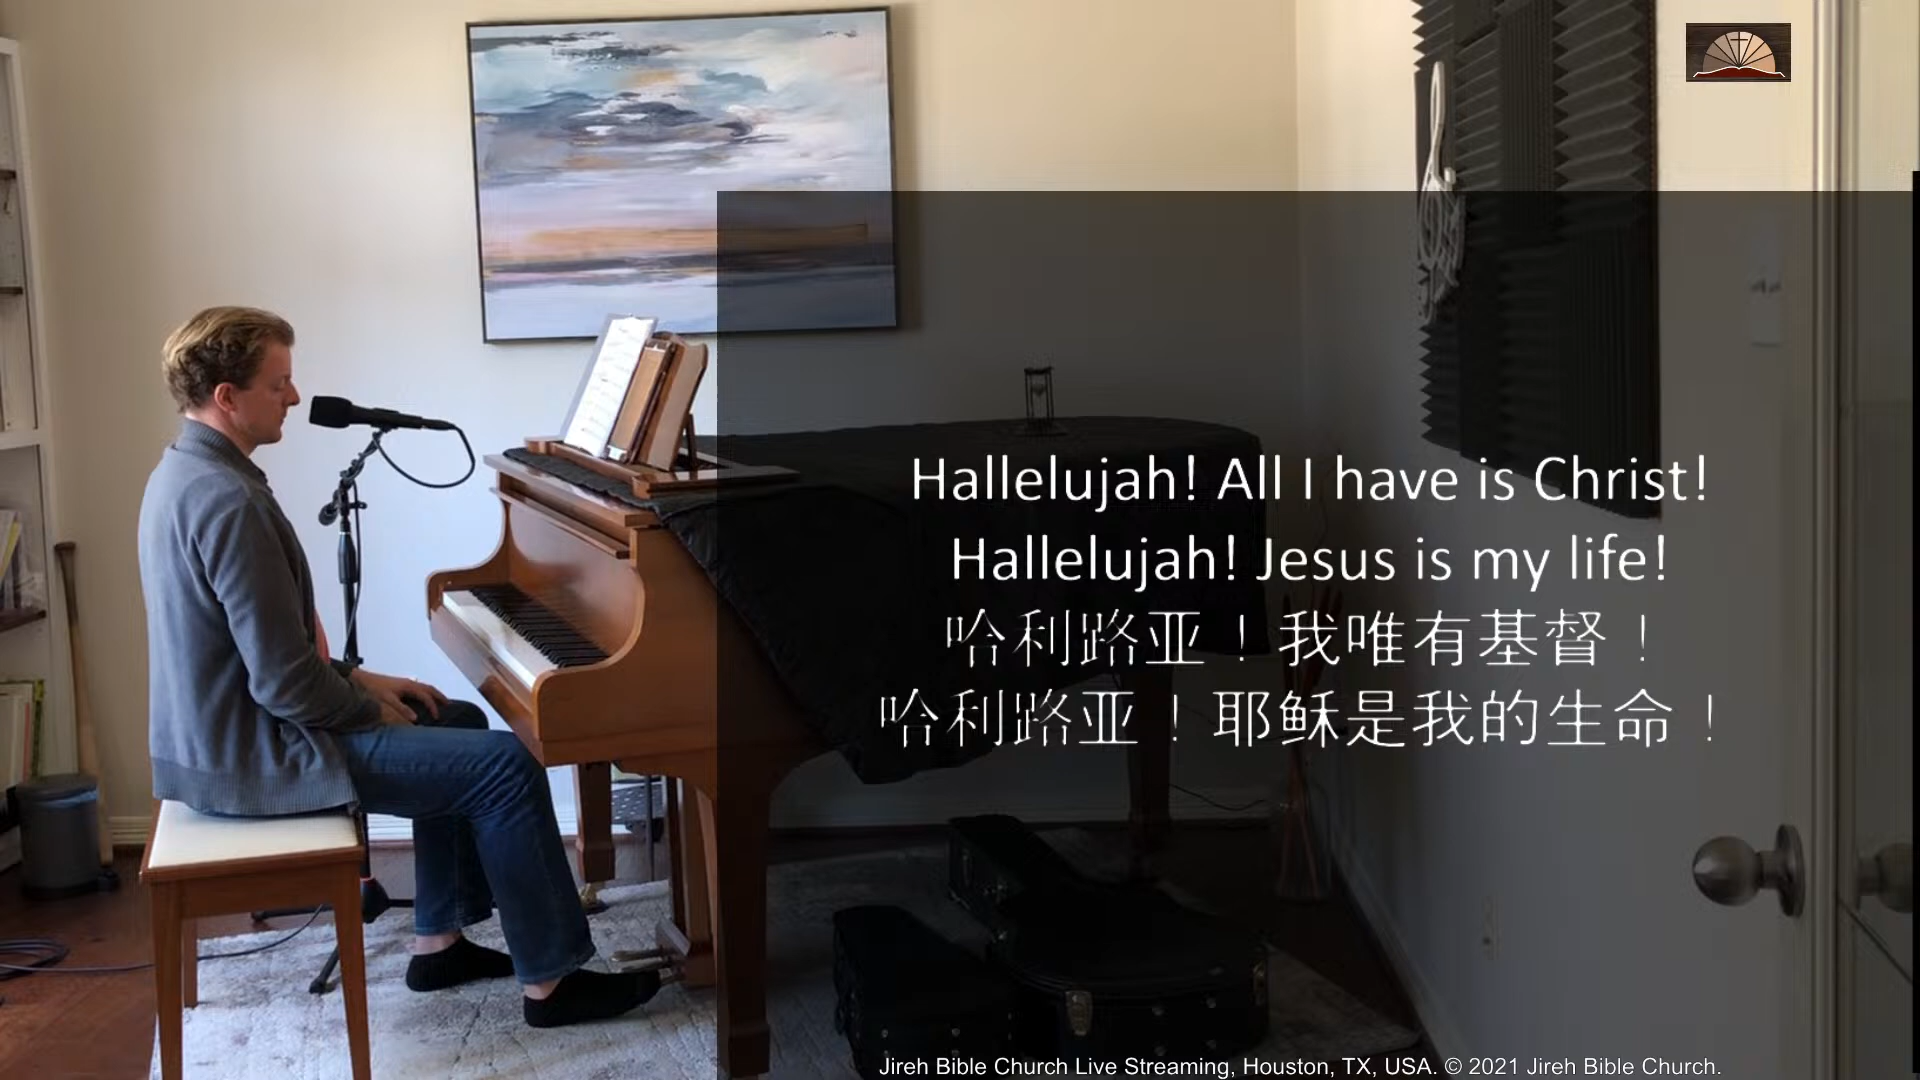 Hallelujah! All I have is Christ!
Hallelujah! Jesus is my life!
哈利路亚！我唯有基督！
哈利路亚！耶稣是我的生命！
Jireh Bible Church Live Streaming, Houston, TX, USA. © 2021 Jireh Bible Church.